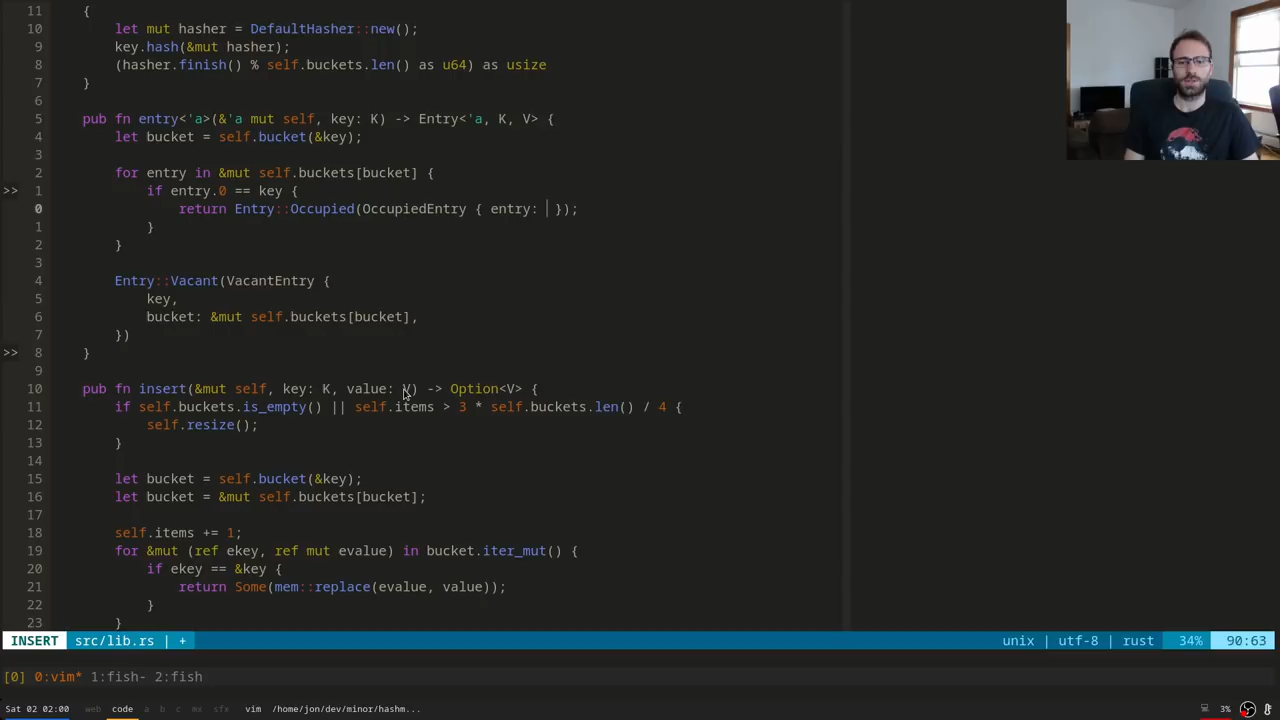 11 {
10 let mut hasher = DefaultHasher::new();
9 key.hash(&mut hasher);
8 (hasher.finish() % self.buckets.len() as u64) as usize
7 }
6
5 pub fn entry<'a>(&'a mut self, key: K) -> Entry<'a, K, V> {
4 let bucket = self.bucket(&key);
3
2 for entry in &mut self.buckets[bucket] {
>> 1 if entry.0 == key {
0 return Entry::Occupied(OccupiedEntry { entry: });
1 }
2 }
3
4 Entry::Vacant(VacantEntry {
5 key,
6 bucket: &mut self.buckets[bucket],
7 })
>> 8 }
9
10 pub fn insert(&mut self, key: K, value: V) -> Option<V> {
11 if self.buckets.is_empty() || self.items > 3 * self.buckets.len() / 4 {
12 self.resize();
13 }
14
15 let bucket = self.bucket(&key);
16 let bucket = &mut self.buckets[bucket];
17
18 self.items += 1;
19 for &mut (ref ekey, ref mut evalue) in bucket.iter_mut() {
20 if ekey == &key {
21 return Some(mem::replace(evalue, value));
22 }
23 }
INSERT src/lib.rs | + unix | utf-8 | rust 34% 90:63
[0] 0:vim* 1:fish- 2:fish
Sat 02 02:00 web code a b c mx sfx vim /home/jon/dev/minor/hashm... 3%